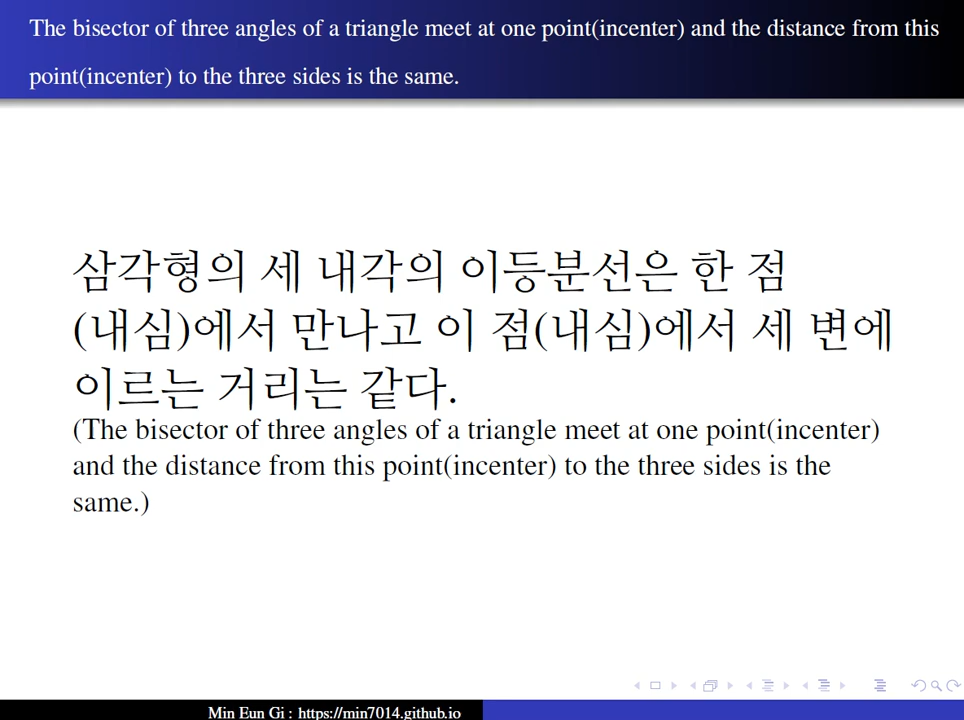 The bisector of three angles of a triangle meet at one point(incenter) and the distance from this
point(incenter) to the three sides is the same.
삼각형의 세 내각의 이등분선은 한 점
(내심)에서 만나고 이 점(내심)에서 세 변에
이르는 거리는 같다.
(The bisector of three angles of a triangle meet at one point(incenter)
and the distance from this point(incenter) to the three sides is the
same.)
Min Eun Gi : https://min7014.github.io